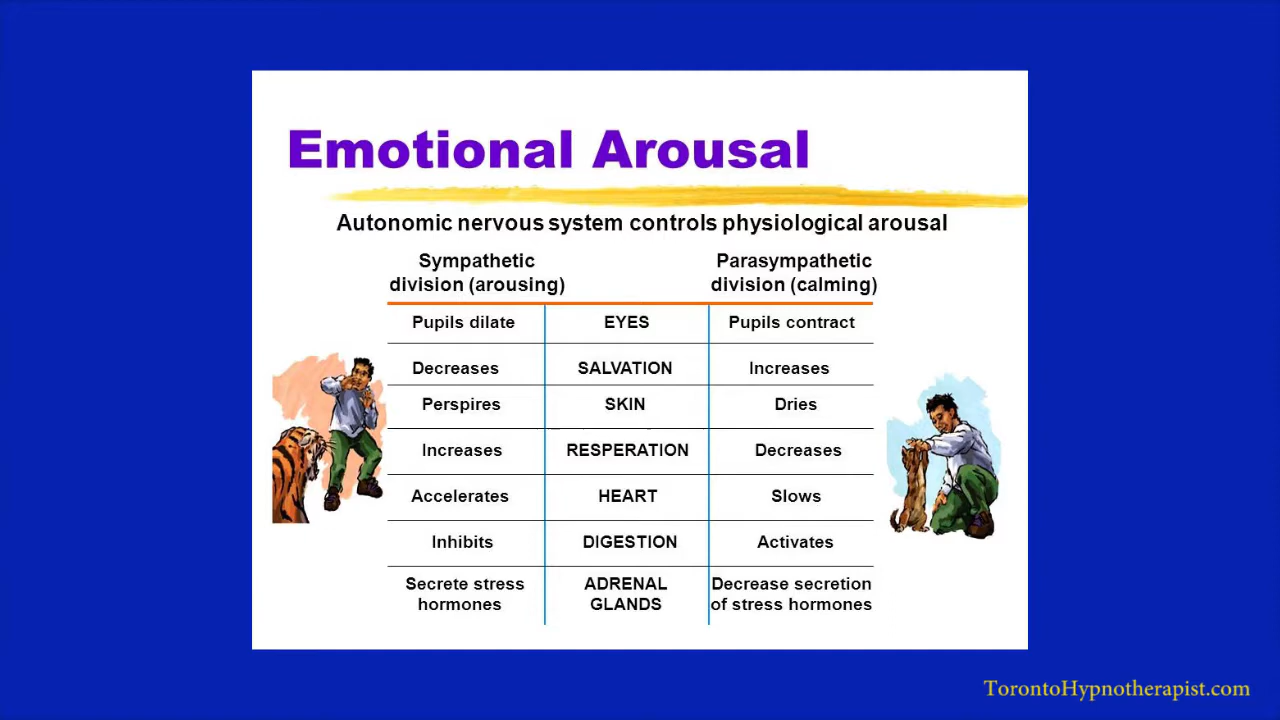 Emotional Arousal
Autonomic nervous system controls physiological arousal
Sympathetic
division (arousing)
Parasympathetic
division (calming)
Pupils dilate EYES Pupils contract
Decreases SALVATION Increases
Perspires SKIN Dries
Increases RESPERATION Decreases
Accelerates HEART Slows
Inhibits DIGESTION Activates
Secrete stress
hormones
ADRENAL
GLANDS
Decrease secretion
of stress hormones
TorontoHypnotherapist.com